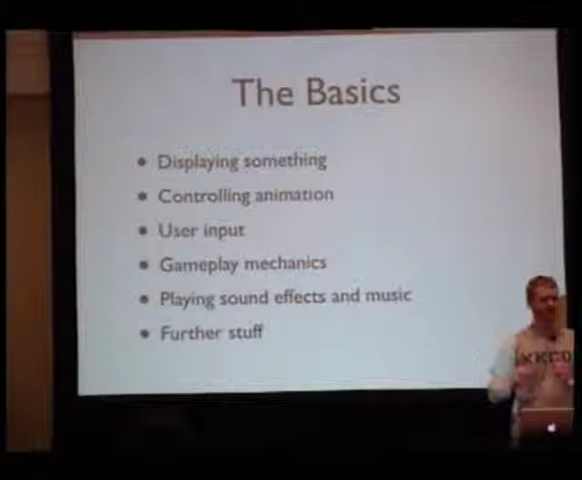 The Basics
Displaying something
Controlling animation
User input
Gameplay mechanics
Playing sound effects and music
Further stuff